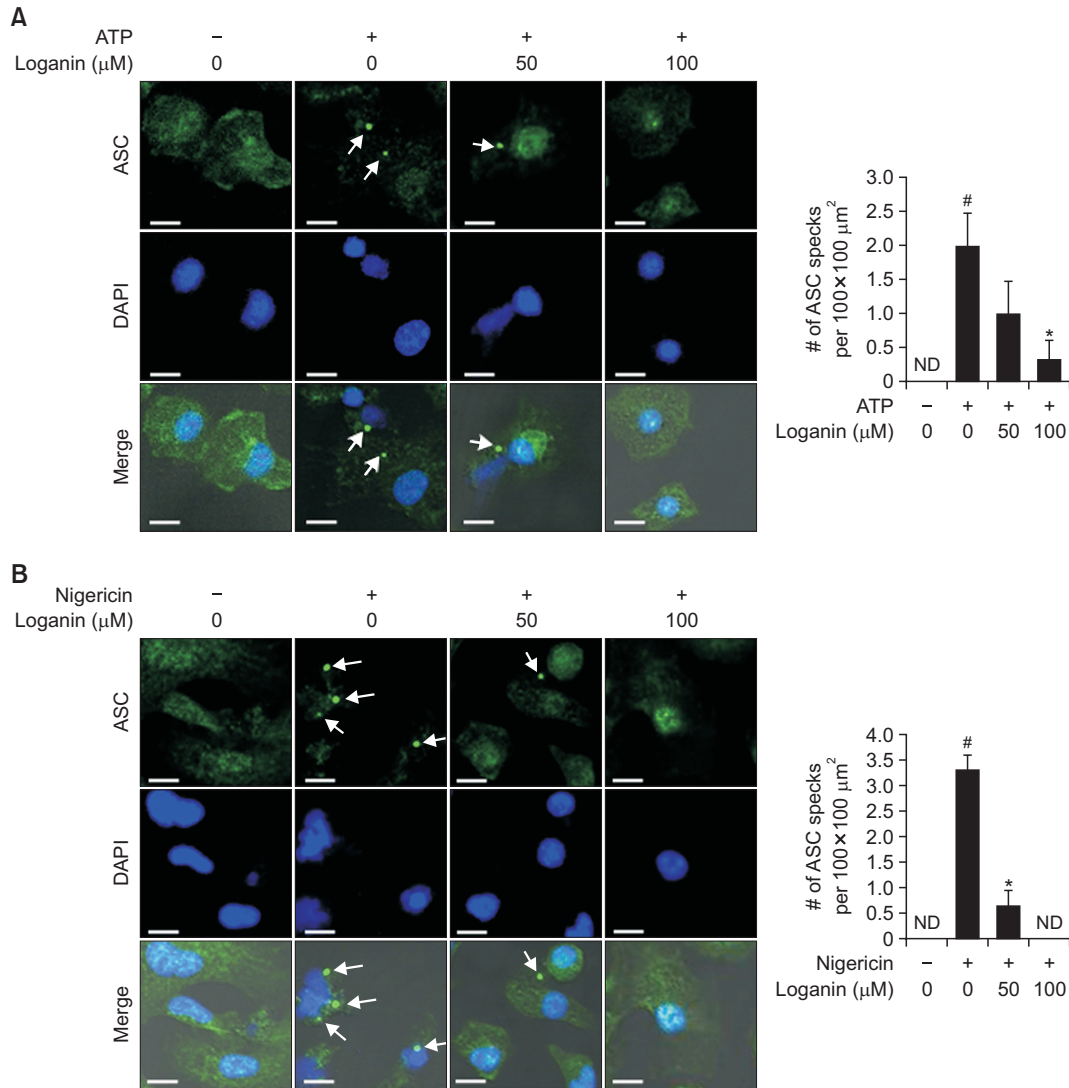 A
ATP – + + +
Loganin (μM) 0 0 50 100
ASC
DAPI
Merge
# of ASC specks
per 100×100 μm²
3.0
2.5
2.0
1.5
1.0
0.5
0
ND
#
*
ATP – + + +
Loganin (μM) 0 0 50 100
B
Nigericin – + + +
Loganin (μM) 0 0 50 100
ASC
DAPI
Merge
# of ASC specks
per 100×100 μm²
4.0
3.5
3.0
2.5
2.0
1.5
1.0
0.5
0
ND
#
*
ND
Nigericin – + + +
Loganin (μM) 0 0 50 100